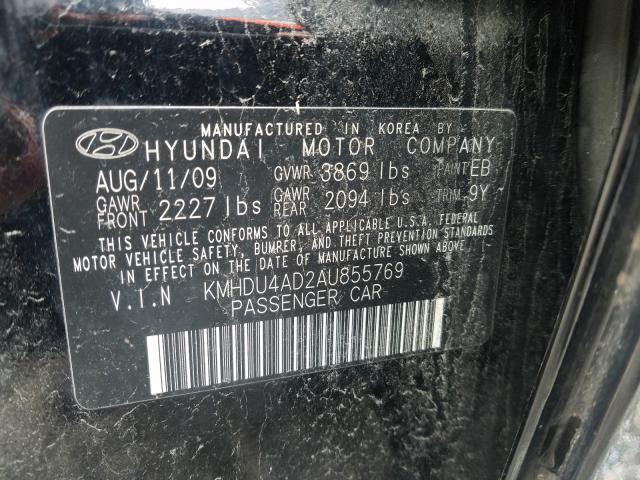 MANUFACTURED IN KOREA BY
HYUNDAI MOTOR COMPANY
AUG/11/09 GVWR 3869 lbs PAINT EB
GAWR FRONT 2227 lbs GAWR REAR 2094 lbs TRIM 9Y
THIS VEHICLE CONFORMS TO ALL APPLICABLE U.S.A. FEDERAL
MOTOR VEHICLE SAFETY, BUMPER, AND THEFT PREVENTION STANDARDS
IN EFFECT ON THE DATE OF MANUFACTURE SHOWN ABOVE.
V.I.N KMHDU4AD2AU855769
PASSENGER CAR